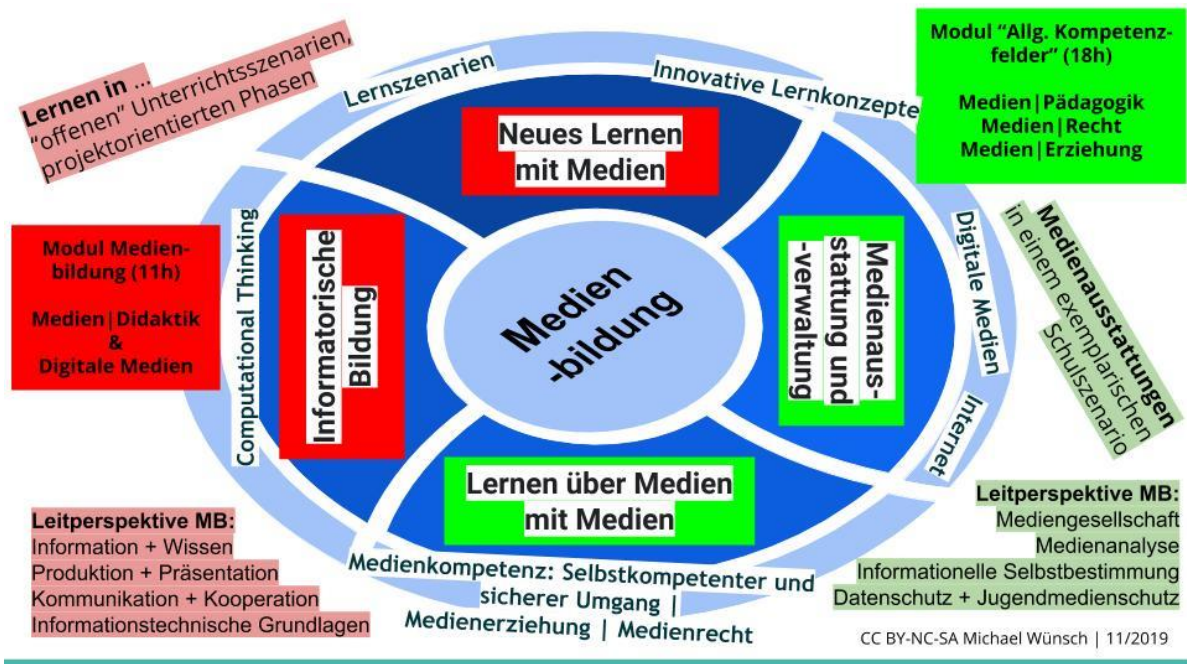 Lernen in ...
"offenen" Unterrichtsszenarien,
projektorientierten Phasen
Lernszenarien
Innovative Lernkonzepte
Modul "Allg. Kompetenz-
felder" (18h)
Medien|Pädagogik
Medien|Recht
Medien|Erziehung
Neues Lernen
mit Medien
Modul Medien-
bildung (11h)
Medien|Didaktik
&
Digitale Medien
Computational Thinking
Informatorische
Bildung
Medien
-bildung
Medienaus-
stattung und
-verwaltung
Digitale Medien
Internet
Medienausstattungen
in einem exemplarischen
Schulszenario
Lernen über Medien
mit Medien
Leitperspektive MB:
Information + Wissen
Produktion + Präsentation
Kommunikation + Kooperation
Informationstechnische Grundlagen
Medienkompetenz: Selbstkompetenter und
sicherer Umgang |
Medienerziehung | Medienrecht
Leitperspektive MB:
Mediengesellschaft
Medienanalyse
Informationelle Selbstbestimmung
Datenschutz + Jugendmedienschutz
CC BY-NC-SA Michael Wünsch | 11/2019